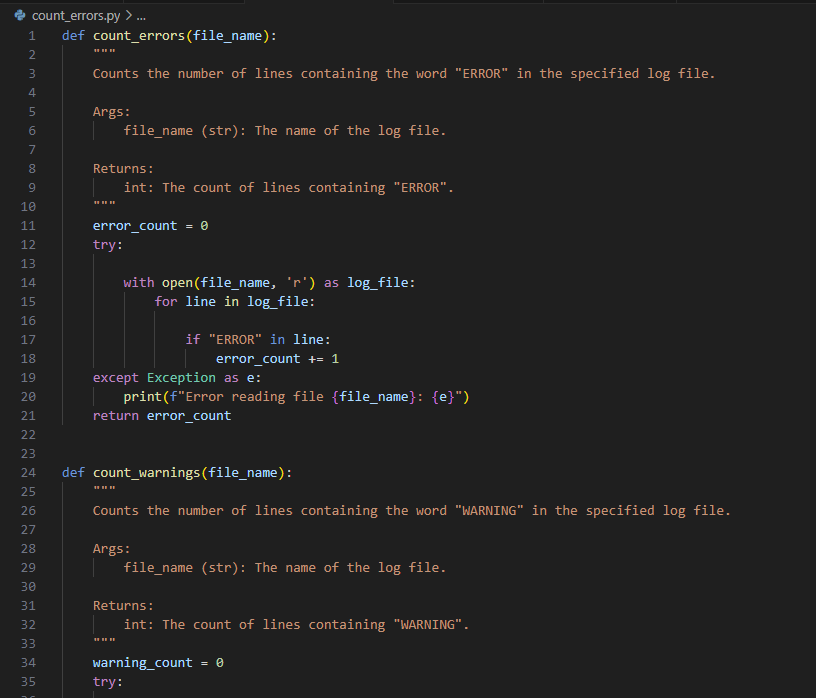 count_errors.py > ...
1 def count_errors(file_name):
2 """
3 Counts the number of lines containing the word "ERROR" in the specified log file.
4
5 Args:
6 file_name (str): The name of the log file.
7
8 Returns:
9 int: The count of lines containing "ERROR".
10 """
11 error_count = 0
12 try:
13
14 with open(file_name, 'r') as log_file:
15 for line in log_file:
16
17 if "ERROR" in line:
18 error_count += 1
19 except Exception as e:
20 print(f"Error reading file {file_name}: {e}")
21 return error_count
22
23
24 def count_warnings(file_name):
25 """
26 Counts the number of lines containing the word "WARNING" in the specified log file.
27
28 Args:
29 file_name (str): The name of the log file.
30
31 Returns:
32 int: The count of lines containing "WARNING".
33 """
34 warning_count = 0
35 try: